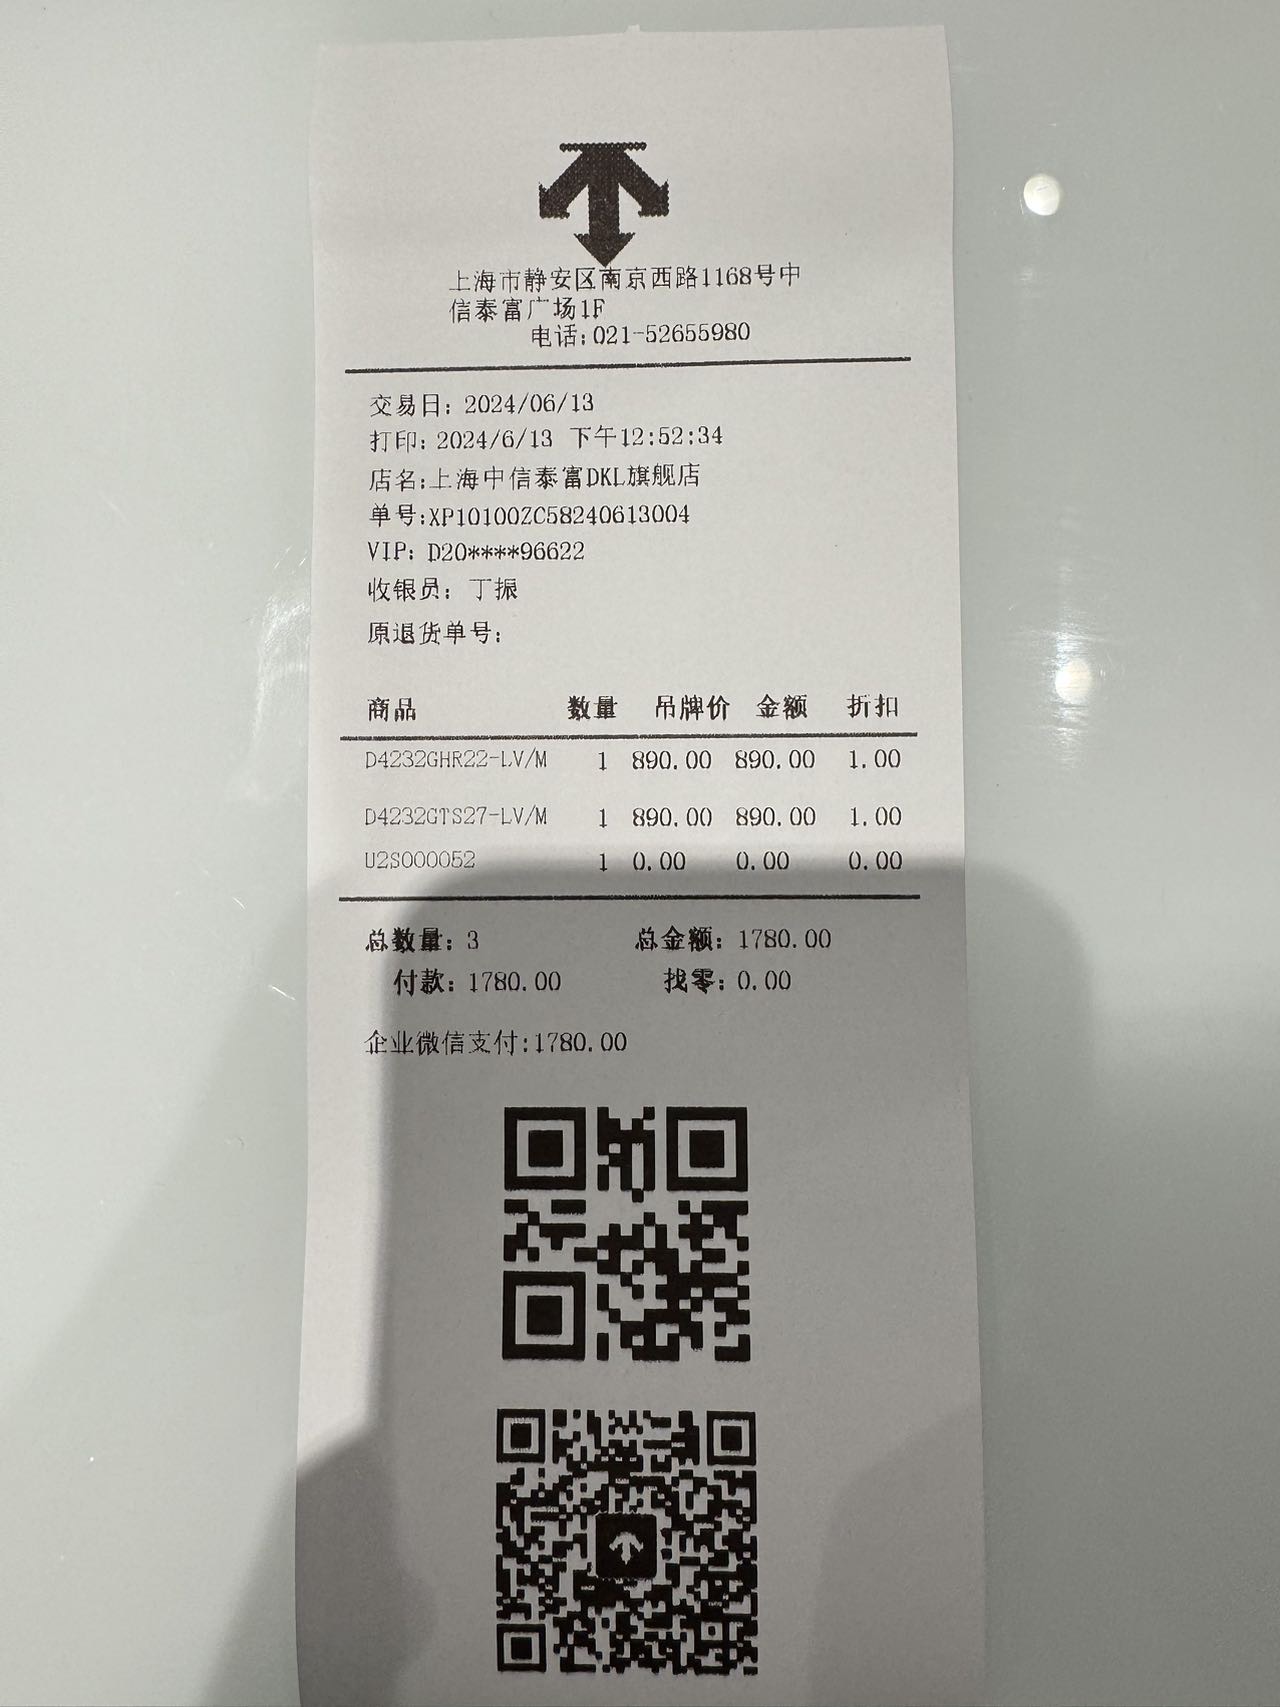 上海市静安区南京西路1168号中
信泰富广场1F
电话:021-52655980
交易日: 2024/06/13
打印: 2024/6/13 下午12:52:34
店名:上海中信泰富DKL旗舰店
单号:XP10100ZC58240613004
VIP: D20****96622
收银员: 丁振
原退货单号:
商品 数量 吊牌价 金额 折扣
D4232GHR22-LV/M 1 890.00 890.00 1.00
D4232GTS27-LV/M 1 890.00 890.00 1.00
U2S000052 1 0.00 0.00 0.00
总数量: 3 总金额: 1780.00
付款: 1780.00 找零: 0.00
企业微信支付:1780.00